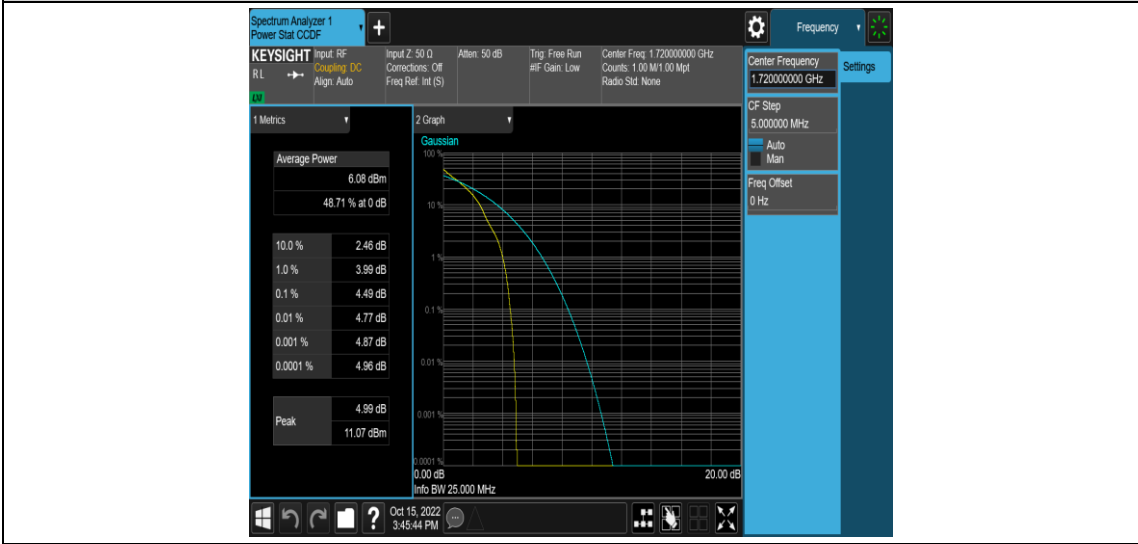 Spectrum Analyzer 1
Power Stat CCDF
Frequency
KEYSIGHT
RL
LXI
Input: RF
Coupling: DC
Align: Auto
Input Z: 50 Ω
Corrections: Off
Freq Ref: Int (S)
Atten: 50 dB
Trig: Free Run
#IF Gain: Low
Center Freq: 1.720000000 GHz
Counts: 1.00 M/1.00 Mpt
Radio Std: None
Center Frequency
1.720000000 GHz
Settings
CF Step
5.000000 MHz
Auto
Man
Freq Offset
0 Hz
1 Metrics
Average Power
6.08 dBm
48.71 % at 0 dB
10.0 % 2.46 dB
1.0 % 3.99 dB
0.1 % 4.49 dB
0.01 % 4.77 dB
0.001 % 4.87 dB
0.0001 % 4.96 dB
Peak
4.99 dB
11.07 dBm
2 Graph
Gaussian
100 %
10 %
1 %
0.1 %
0.01 %
0.001 %
0.0001 %
0.00 dB 20.00 dB
Info BW 25.000 MHz
?
Oct 15, 2022
3:45:44 PM